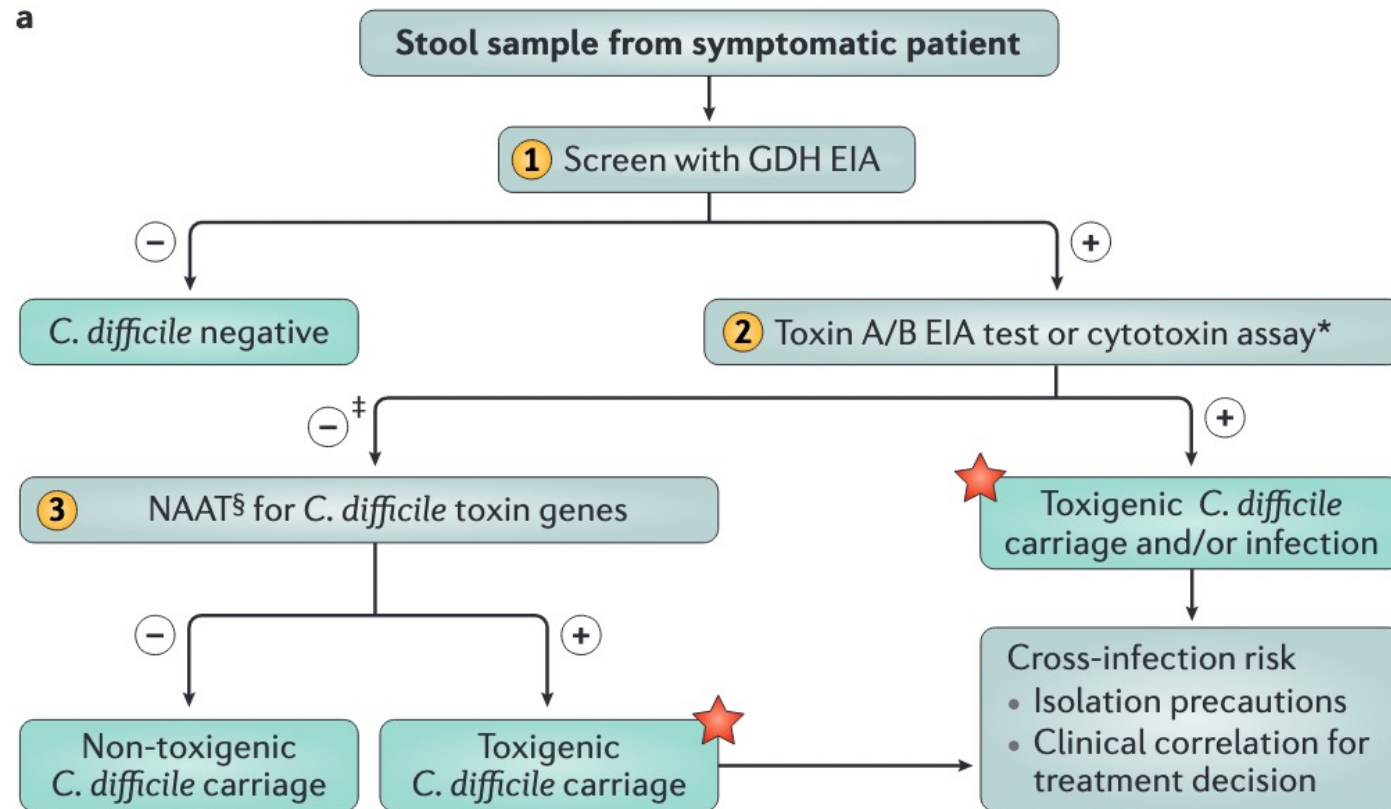 a
Stool sample from symptomatic patient
1 Screen with GDH EIA
−
+
C. difficile negative
2 Toxin A/B EIA test or cytotoxin assay*
−‡
+
3 NAAT§ for C. difficile toxin genes
Toxigenic C. difficile
carriage and/or infection
−
+
Cross-infection risk
• Isolation precautions
• Clinical correlation for
treatment decision
Non-toxigenic
C. difficile carriage
Toxigenic
C. difficile carriage